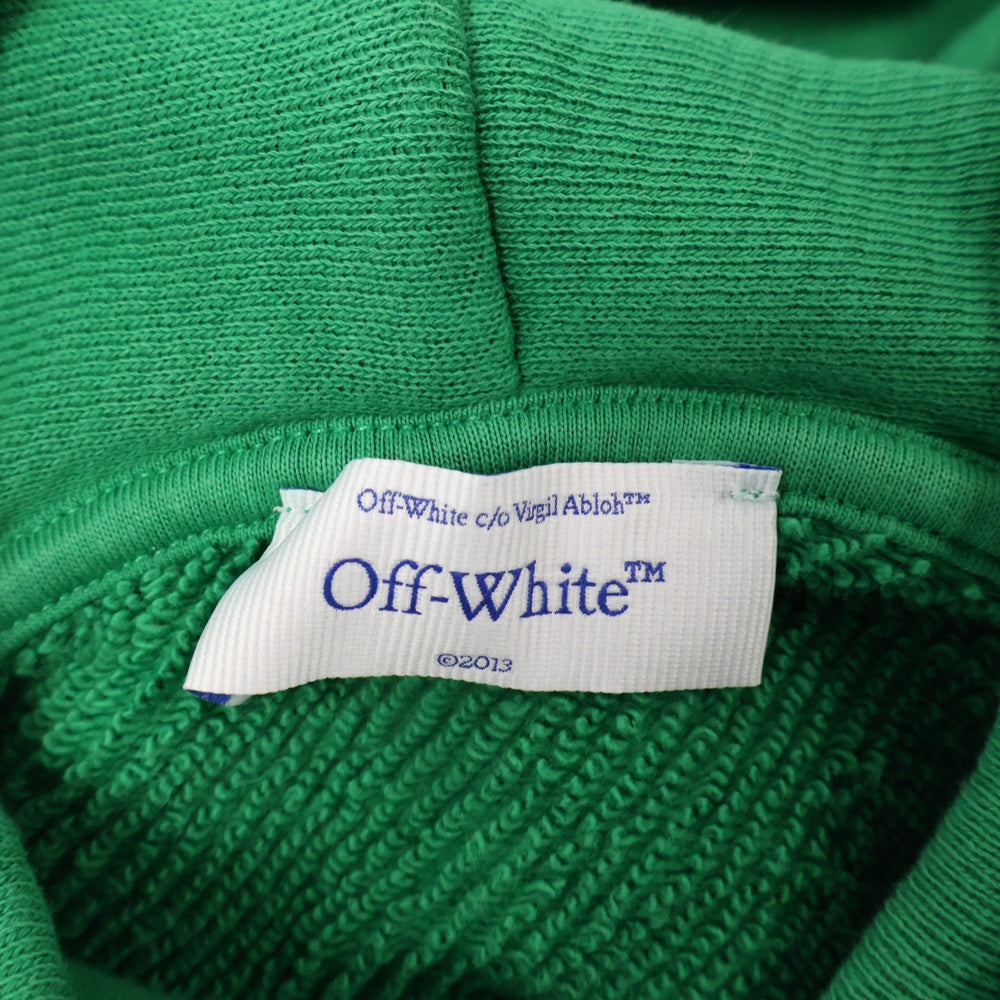 Off-White c/o Virgil Abloh™
Off-White™
©2013